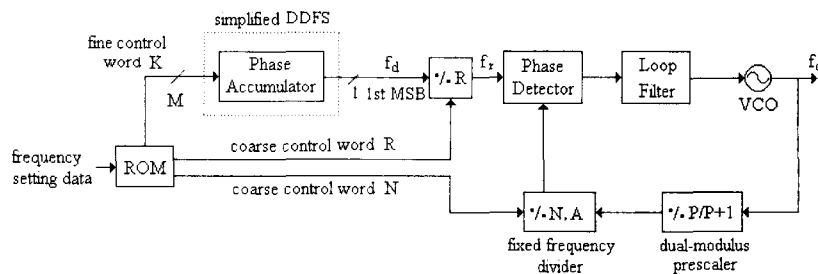 simplified DDFS
fine control
word K
M
Phase
Accumulator
f_d
1 1st MSB
·/. R
f_r
Phase
Detector
Loop
Filter
VCO
frequency
setting data
ROM
coarse control word R
coarse control word N
·/. N, A
·/. P/P+1
fixed frequency
divider
dual-modulus
prescaler